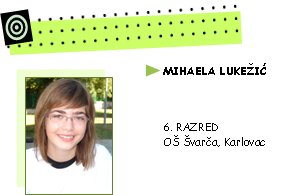 MIHAELA LUKEŽIĆ
6. RAZRED
OŠ Švarča, Karlovac